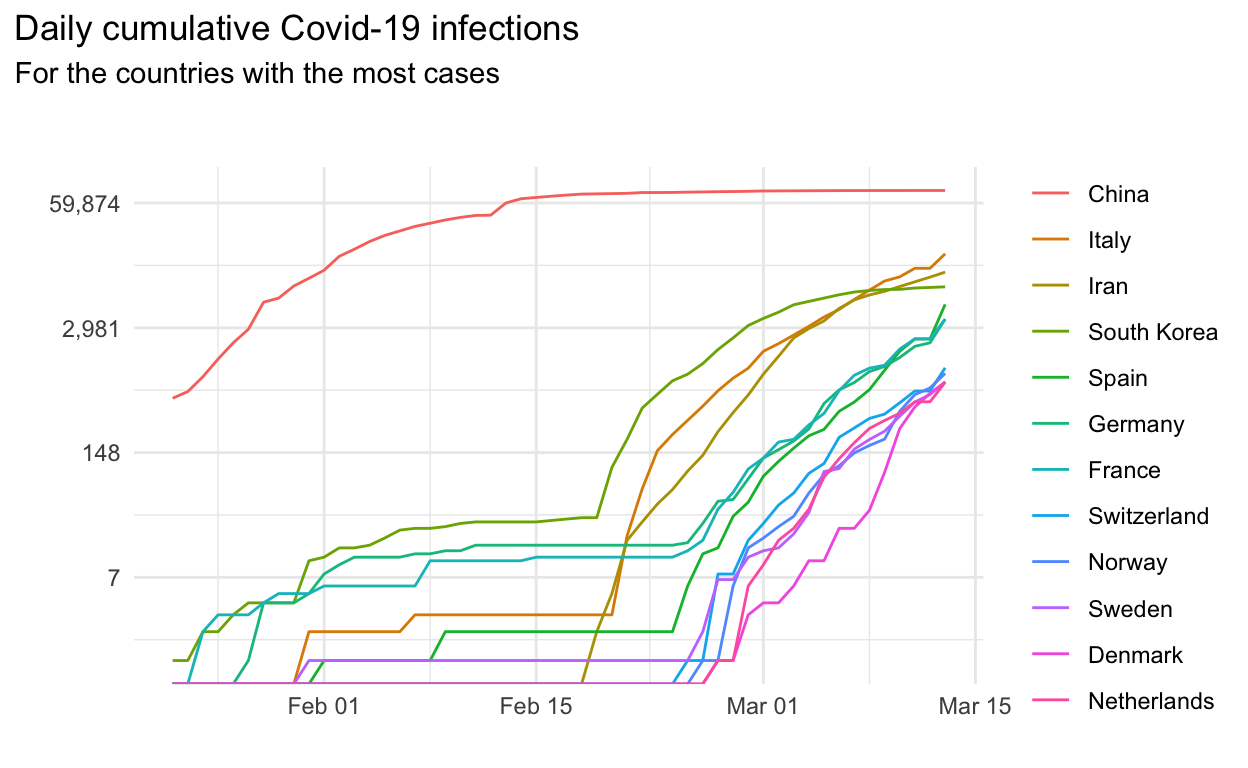 Daily cumulative Covid-19 infections
For the countries with the most cases
59,874
2,981
148
7
Feb 01
Feb 15
Mar 01
Mar 15
China
Italy
Iran
South Korea
Spain
Germany
France
Switzerland
Norway
Sweden
Denmark
Netherlands